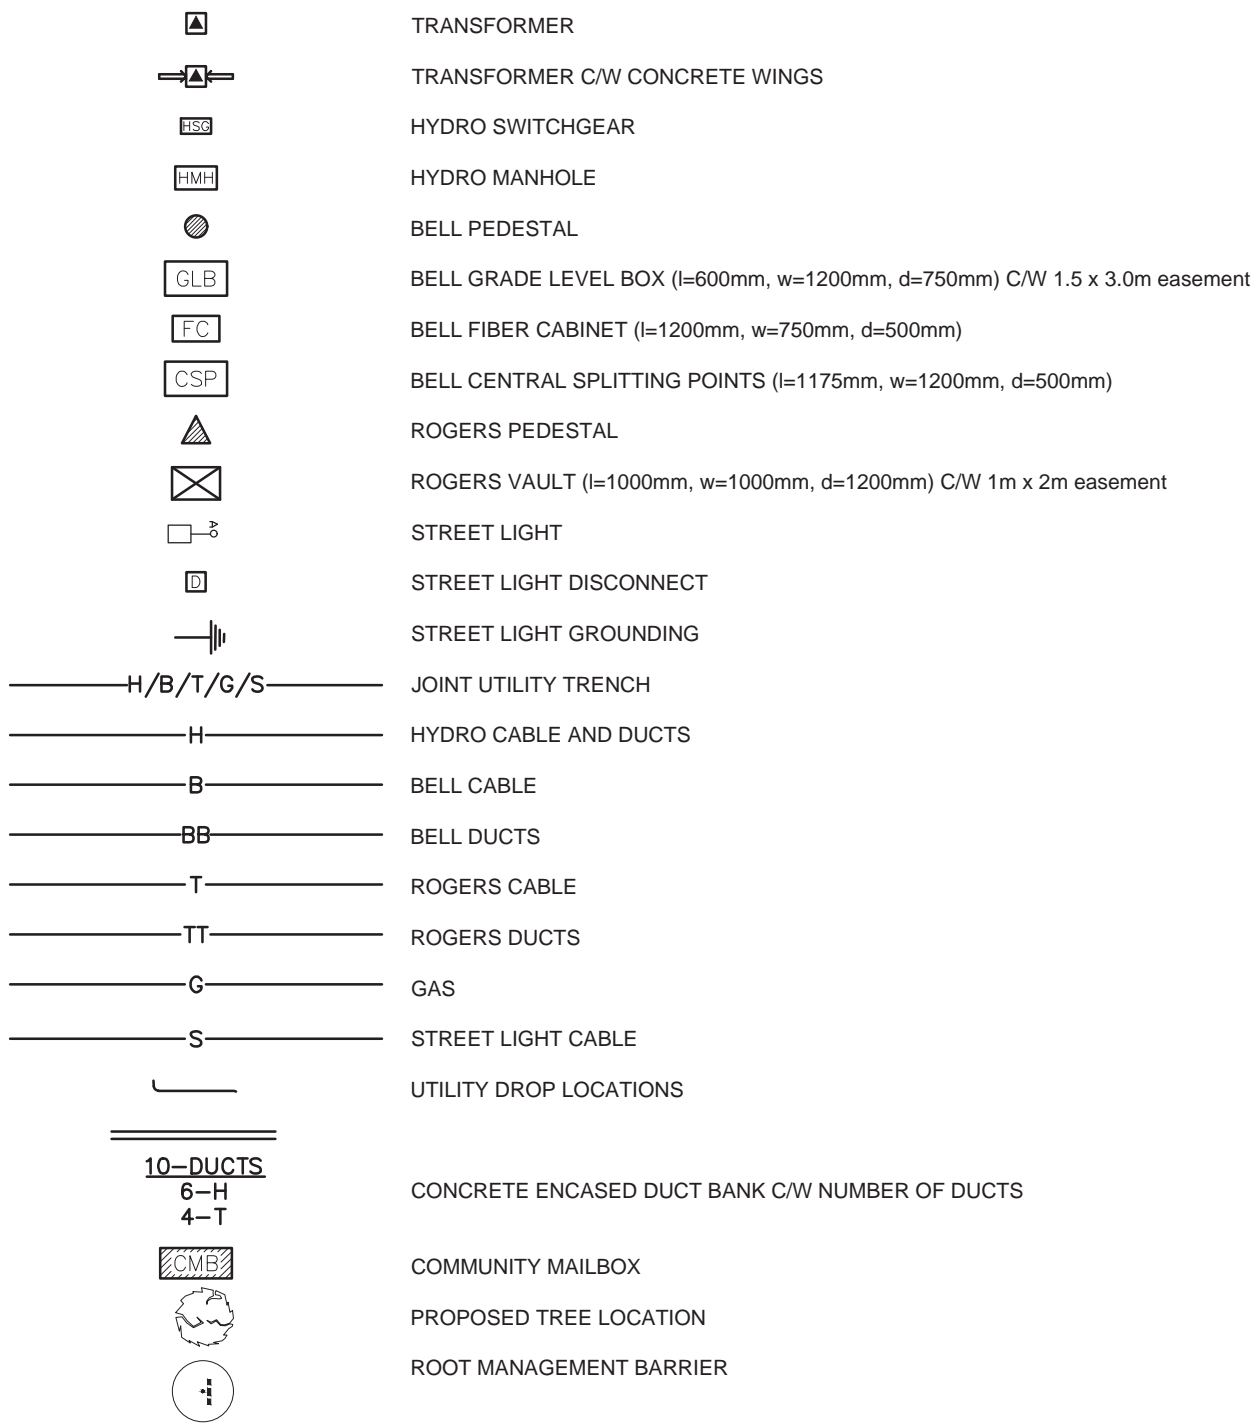 TRANSFORMER
TRANSFORMER C/W CONCRETE WINGS
HSG HYDRO SWITCHGEAR
HMH HYDRO MANHOLE
BELL PEDESTAL
GLB BELL GRADE LEVEL BOX (l=600mm, w=1200mm, d=750mm) C/W 1.5 x 3.0m easement
FC BELL FIBER CABINET (l=1200mm, w=750mm, d=500mm)
CSP BELL CENTRAL SPLITTING POINTS (l=1175mm, w=1200mm, d=500mm)
ROGERS PEDESTAL
ROGERS VAULT (l=1000mm, w=1000mm, d=1200mm) C/W 1m x 2m easement
A STREET LIGHT
D STREET LIGHT DISCONNECT
STREET LIGHT GROUNDING
H/B/T/G/S JOINT UTILITY TRENCH
H HYDRO CABLE AND DUCTS
B BELL CABLE
BB BELL DUCTS
T ROGERS CABLE
TT ROGERS DUCTS
G GAS
S STREET LIGHT CABLE
UTILITY DROP LOCATIONS
10-DUCTS
6-H CONCRETE ENCASED DUCT BANK C/W NUMBER OF DUCTS
4-T
CMB COMMUNITY MAILBOX
PROPOSED TREE LOCATION
ROOT MANAGEMENT BARRIER